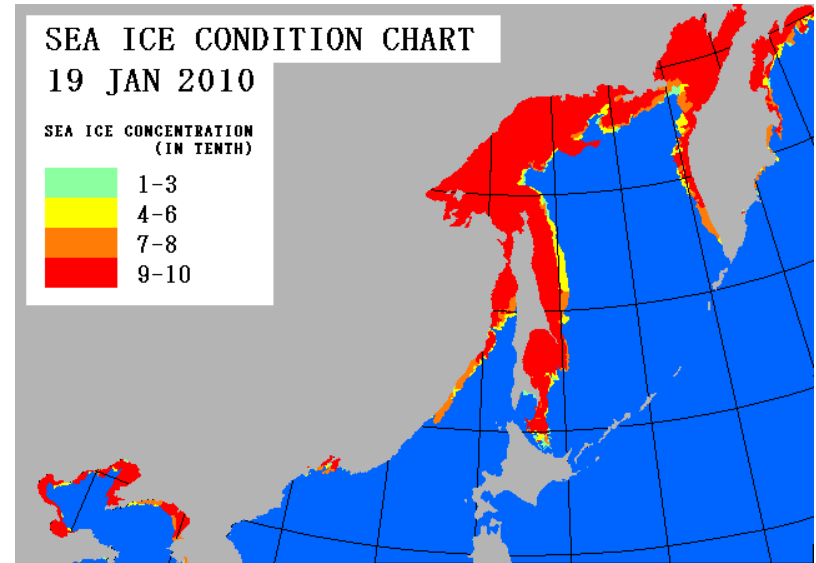 SEA ICE CONDITION CHART
19 JAN 2010
SEA ICE CONCENTRATION
(IN TENTH)
1-3
4-6
7-8
9-10